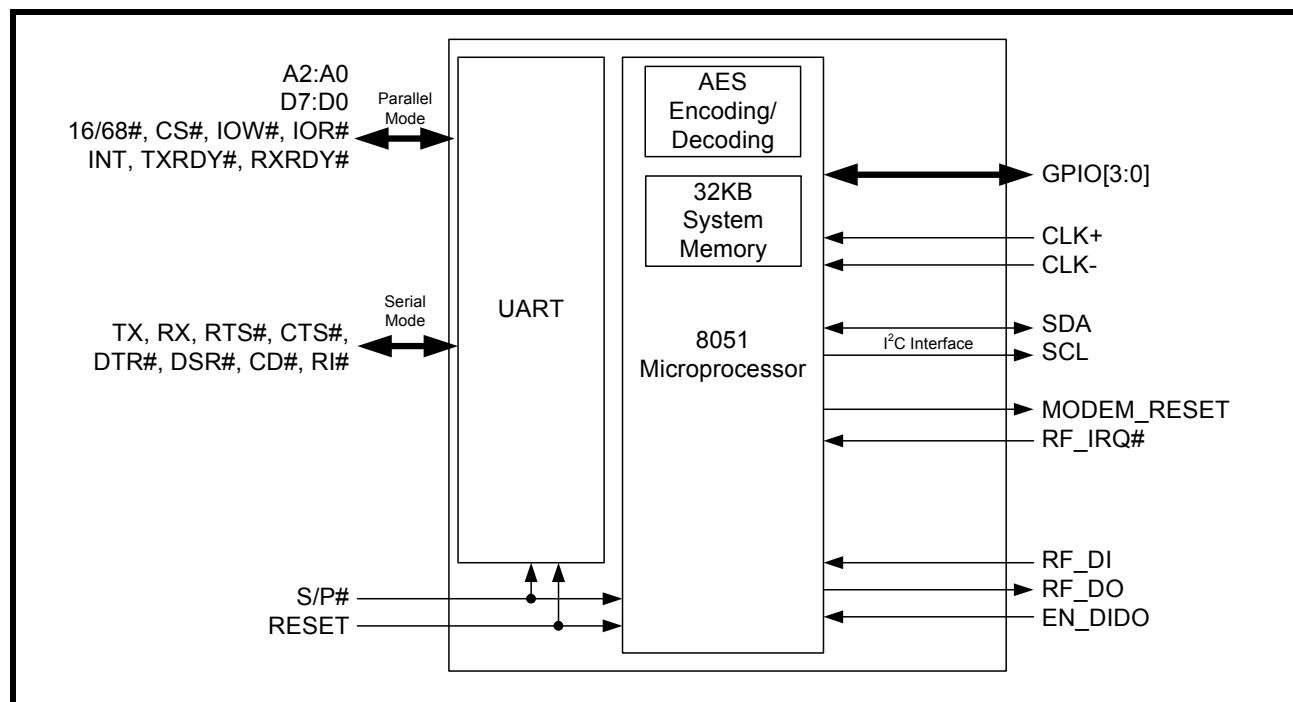 A2:A0
D7:D0
16/68#, CS#, IOW#, IOR#
INT, TXRDY#, RXRDY#
Parallel
Mode
TX, RX, RTS#, CTS#,
DTR#, DSR#, CD#, RI#
Serial
Mode
S/P#
RESET
UART
AES
Encoding/
Decoding
32KB
System
Memory
8051
Microprocessor
GPIO[3:0]
CLK+
CLK-
SDA
I²C Interface
SCL
MODEM_RESET
RF_IRQ#
RF_DI
RF_DO
EN_DIDO